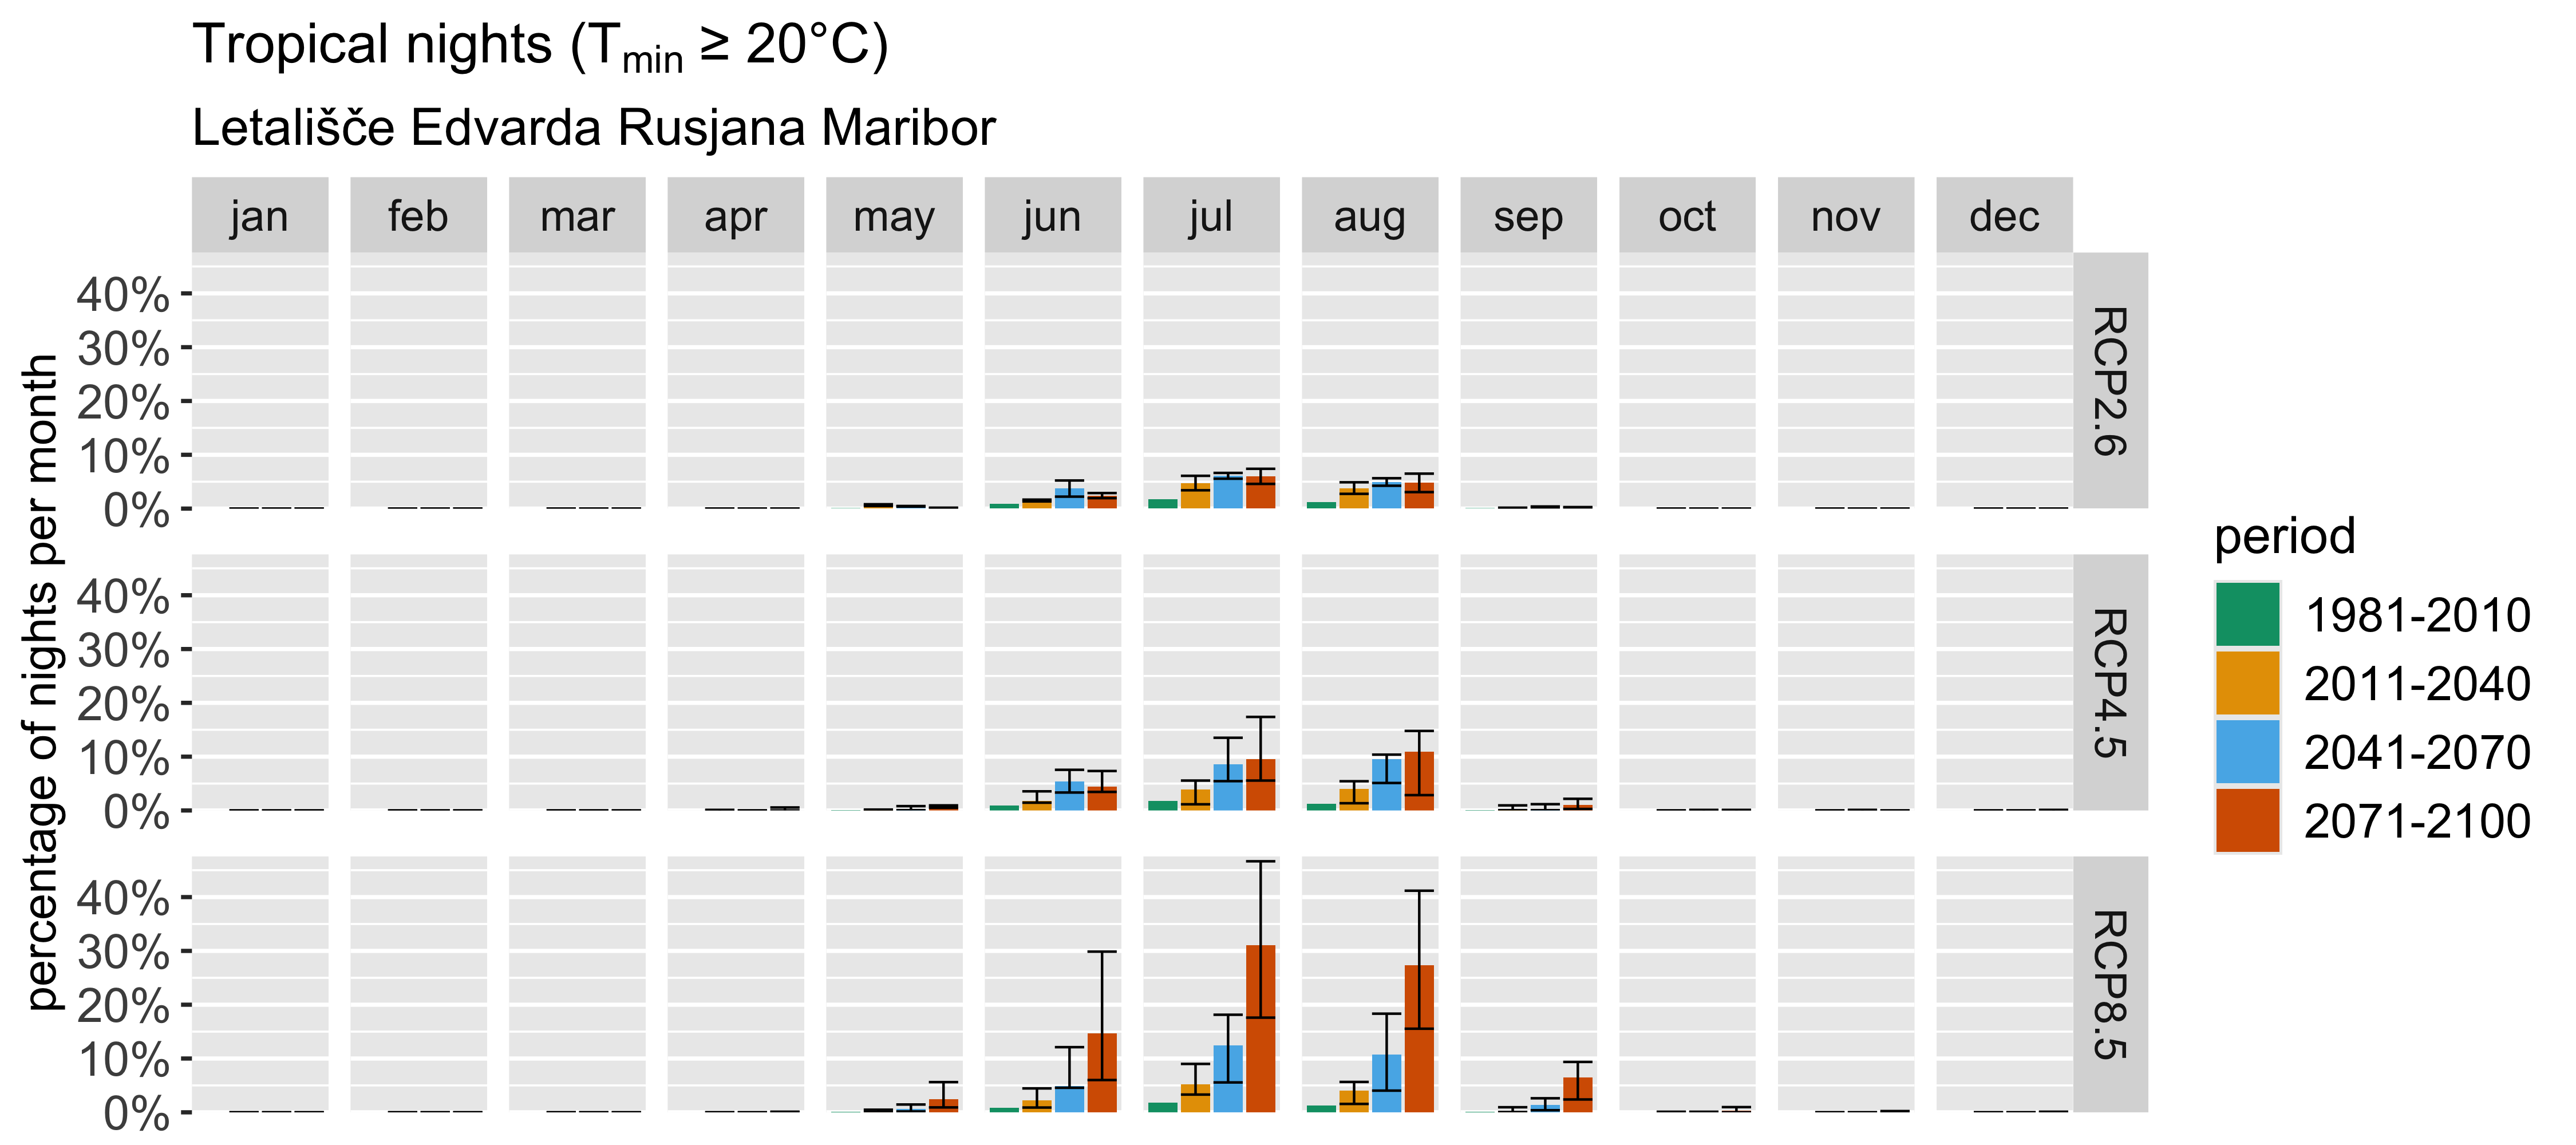 Tropical nights (Tmin ≥ 20°C)
Letališče Edvarda Rusjana Maribor
jan feb mar apr may jun jul aug sep oct nov dec
percentage of nights per month
40%
30%
20%
10%
0%
RCP2.6
40%
30%
20%
10%
0%
RCP4.5
40%
30%
20%
10%
0%
RCP8.5
period
1981-2010
2011-2040
2041-2070
2071-2100